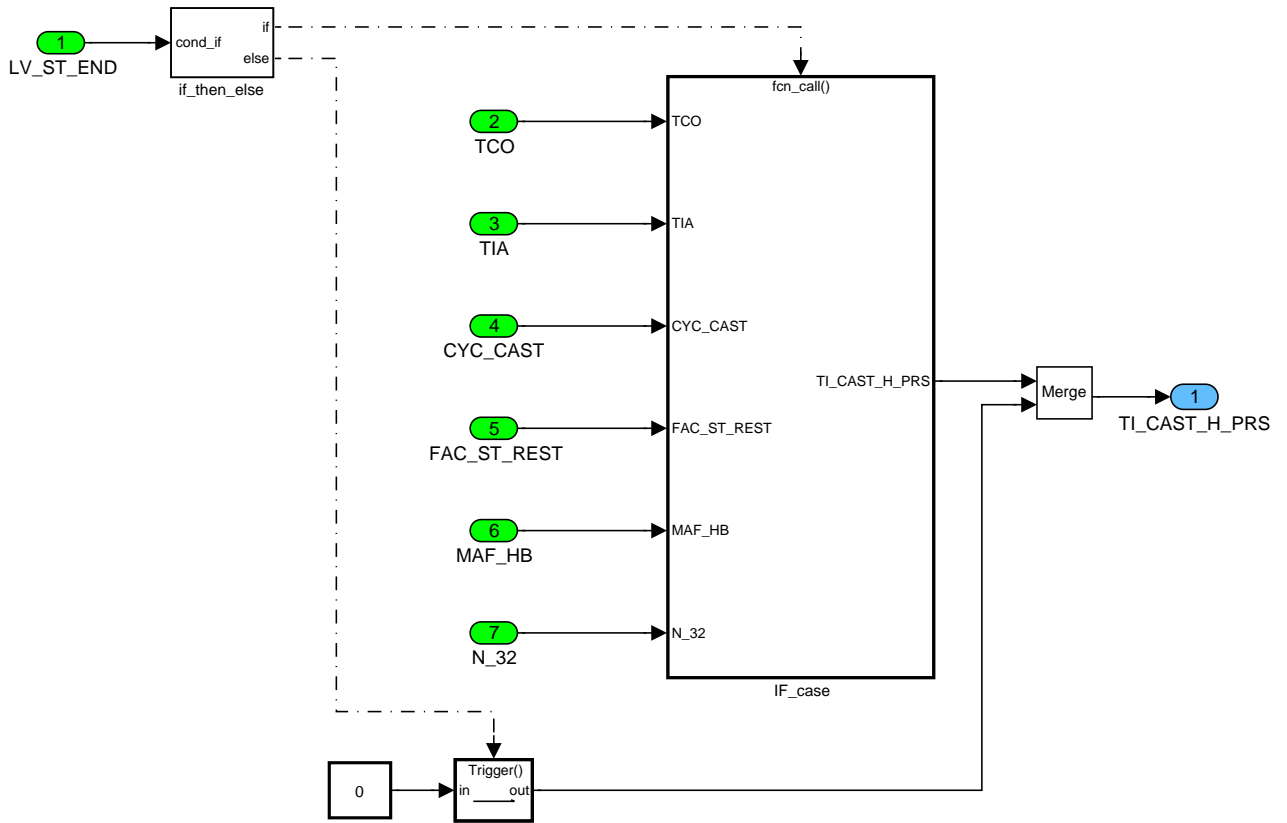 if
1
cond_if
LV_ST_END
else
if_then_else
fcn_call()
2
TCO
TCO
3
TIA
TIA
4
CYC_CAST
CYC_CAST
TI_CAST_H_PRS
Merge
1
TI_CAST_H_PRS
5
FAC_ST_REST
FAC_ST_REST
6
MAF_HB
MAF_HB
7
N_32
N_32
IF_case
Trigger()
0
in
out